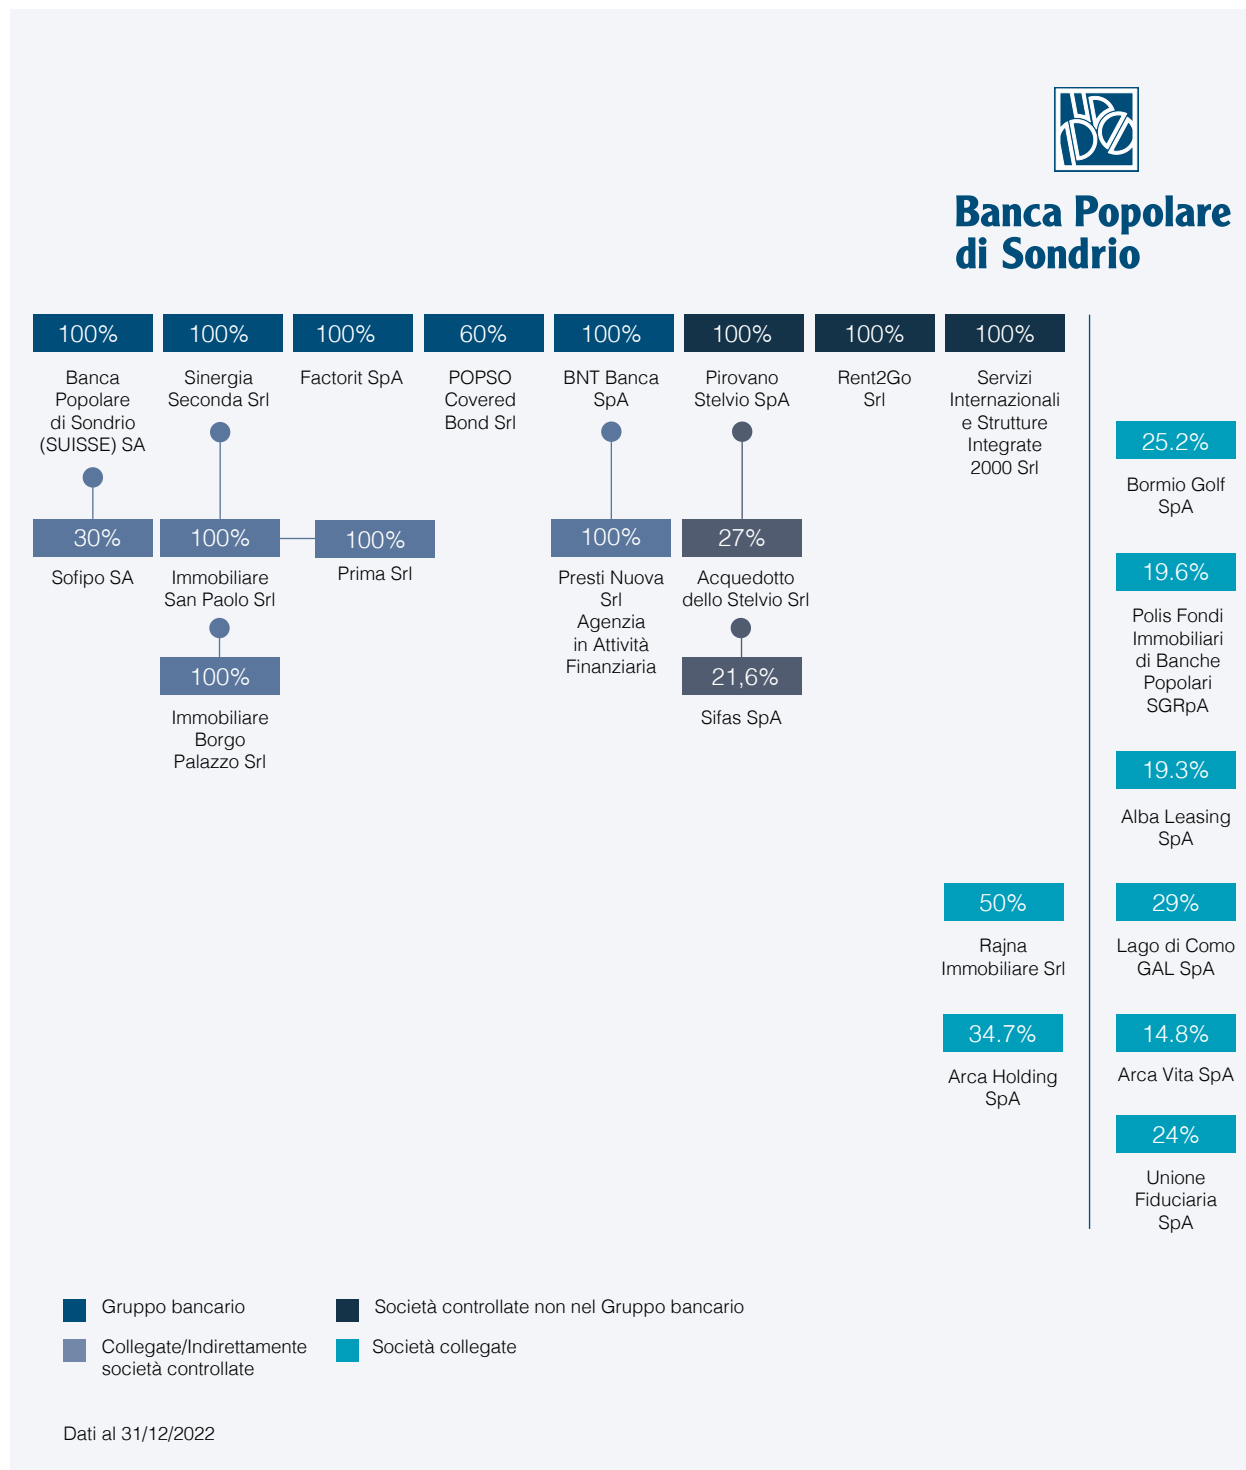 Banca Popolare
di Sondrio
100%
Banca
Popolare
di Sondrio
(SUISSE) SA
100%
Sinergia
Seconda Srl
100%
Factorit SpA
60%
POPSO
Covered
Bond Srl
100%
BNT Banca
SpA
100%
Pirovano
Stelvio SpA
100%
Rent2Go
Srl
100%
Servizi
Internazionali
e Strutture
Integrate
2000 Srl
30%
Sofipo SA
100%
Immobiliare
San Paolo Srl
100%
Prima Srl
100%
Presti Nuova
Srl
Agenzia
in Attività
Finanziaria
27%
Acquedotto
dello Stelvio Srl
100%
Immobiliare
Borgo
Palazzo Srl
21,6%
Sifas SpA
25.2%
Bormio Golf
SpA
19.6%
Polis Fondi
Immobiliari
di Banche
Popolari
SGRpA
19.3%
Alba Leasing
SpA
50%
Rajna
Immobiliare Srl
29%
Lago di Como
GAL SpA
34.7%
Arca Holding
SpA
14.8%
Arca Vita SpA
24%
Unione
Fiduciaria
SpA
Gruppo bancario
Società controllate non nel Gruppo bancario
Collegate/Indirettamente
società controllate
Società collegate
Dati al 31/12/2022